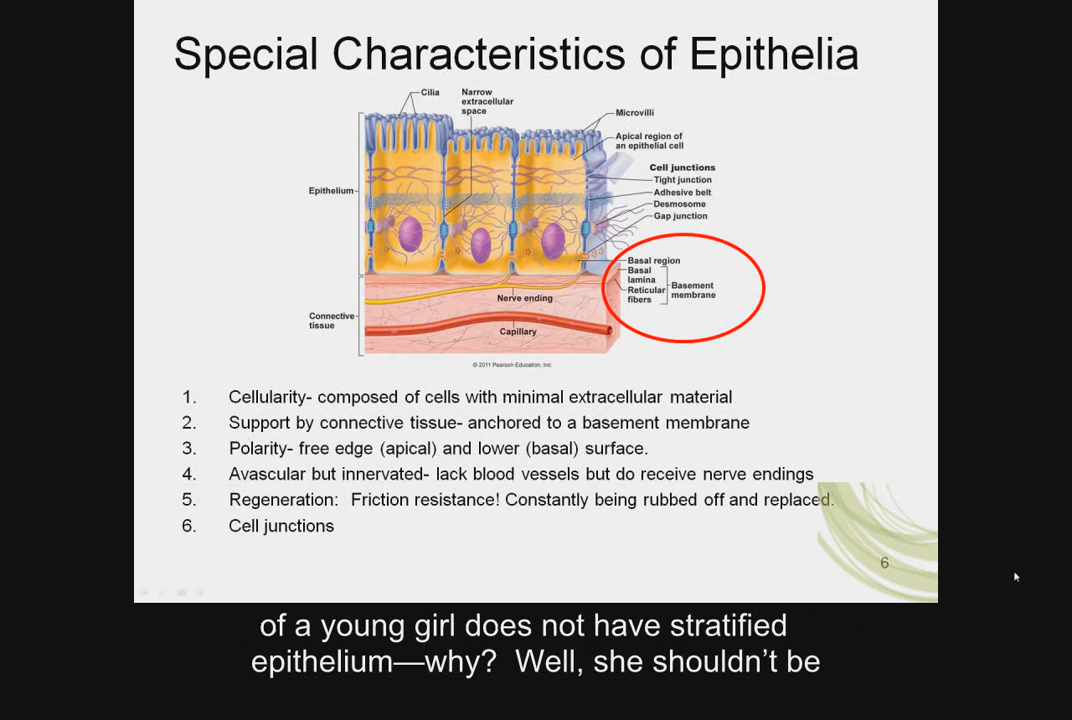 Special Characteristics of Epithelia
Cilia
Narrow
extracellular
space
Microvilli
Apical region of
an epithelial cell
Cell junctions
Tight junction
Adhesive belt
Desmosome
Gap junction
Epithelium
Basal region
Basal
lamina
Reticular
fibers
Basement
membrane
Nerve ending
Connective
tissue
Capillary
© 2011 Pearson Education, Inc.
1. Cellularity- composed of cells with minimal extracellular material
2. Support by connective tissue- anchored to a basement membrane
3. Polarity- free edge (apical) and lower (basal) surface.
4. Avascular but innervated- lack blood vessels but do receive nerve endings
5. Regeneration: Friction resistance! Constantly being rubbed off and replaced.
6. Cell junctions
6
of a young girl does not have stratified
epithelium—why? Well, she shouldn’t be